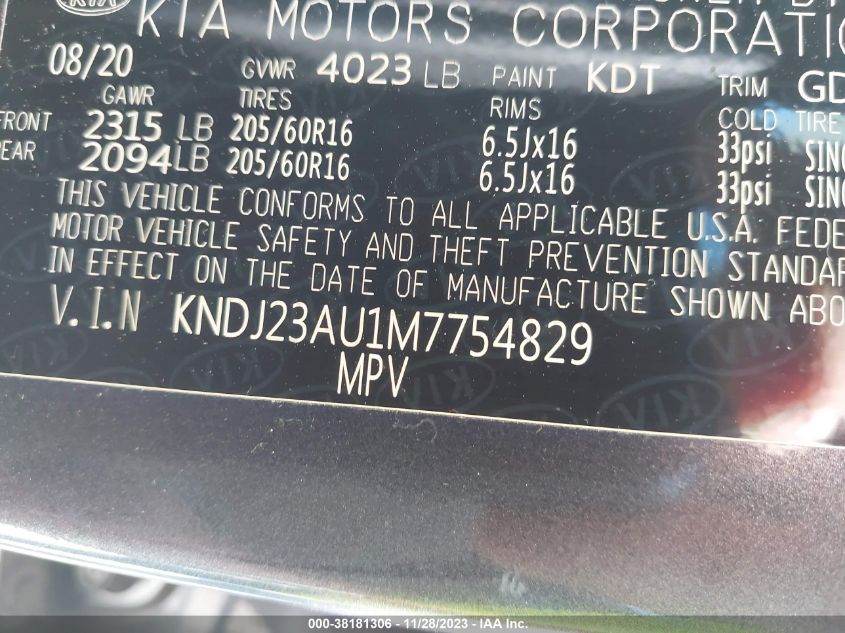 KIA
KIA MOTORS CORPORATION
08/20 GVWR 4023 LB PAINT KDT TRIM GD
GAWR TIRES RIMS COLD TIRE
FRONT 2315 LB 205/60R16 6.5Jx16 33psi SING
REAR 2094LB 205/60R16 6.5Jx16 33psi SING
THIS VEHICLE CONFORMS TO ALL APPLICABLE U.S.A. FEDE
MOTOR VEHICLE SAFETY AND THEFT PREVENTION STANDAR
IN EFFECT ON THE DATE OF MANUFACTURE SHOWN ABO
V.I.N KNDJ23AU1M7754829
MPV
000-38181306 - 11/28/2023 - IAA Inc.